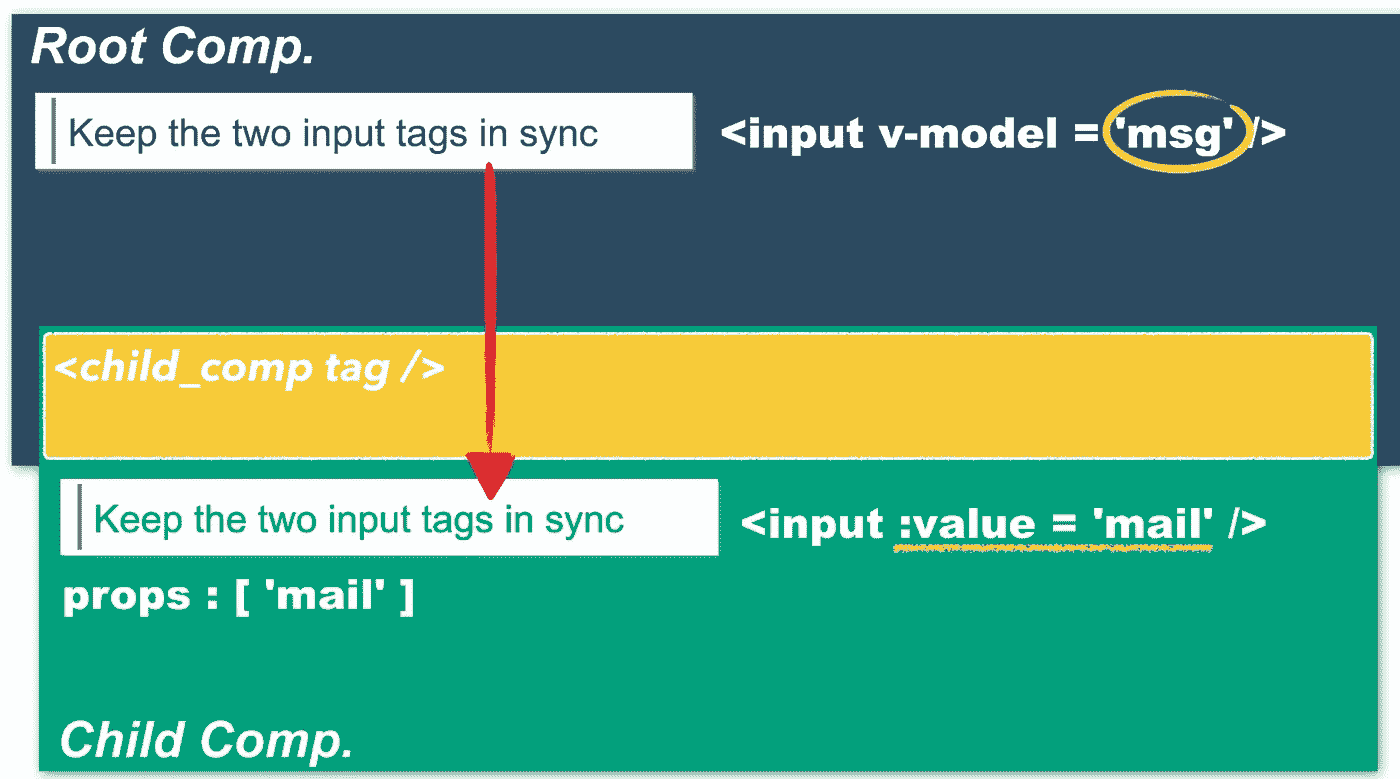 Root Comp.
Keep the two input tags in sync
<input v-model = 'msg' />
<child_comp tag />
Keep the two input tags in sync
<input :value = 'mail' />
props : [ 'mail' ]
Child Comp.